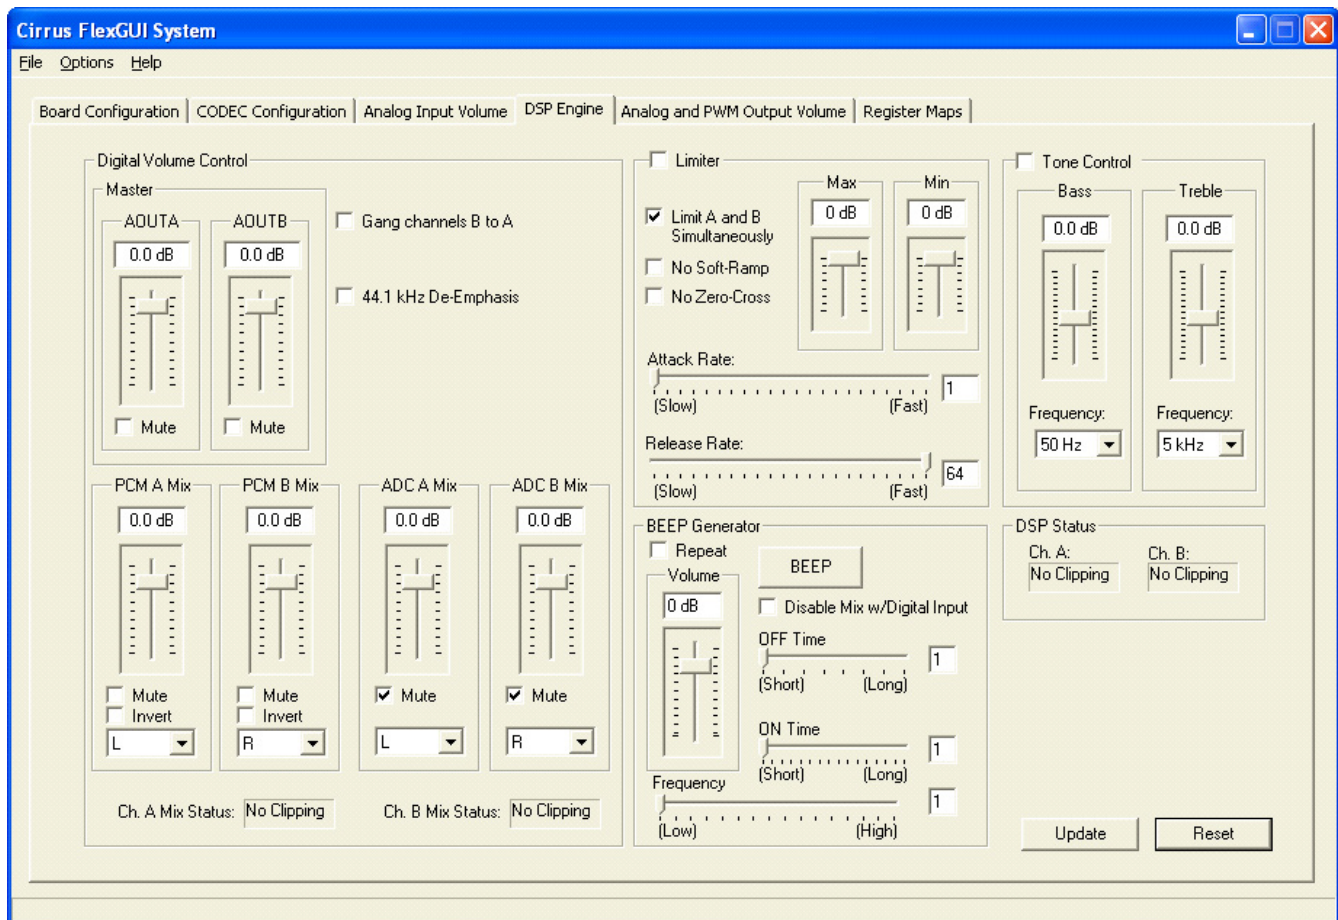 Cirrus FlexGUI System
File Options Help
Board Configuration
CODEC Configuration
Analog Input Volume
DSP Engine
Analog and PWM Output Volume
Register Maps
Digital Volume Control
Master
AOUTA
0.0 dB
Mute
AOUTB
0.0 dB
Mute
Gang channels B to A
44.1 kHz De-Emphasis
PCM A Mix
0.0 dB
Mute
Invert
L
PCM B Mix
0.0 dB
Mute
Invert
R
ADC A Mix
0.0 dB
Mute
L
ADC B Mix
0.0 dB
Mute
R
Ch. A Mix Status: No Clipping
Ch. B Mix Status: No Clipping
Limiter
Limit A and B
Simultaneously
No Soft-Ramp
No Zero-Cross
Max
0 dB
Min
0 dB
Attack Rate:
1
(Slow) (Fast)
Release Rate:
64
(Slow) (Fast)
BEEP Generator
Repeat
Volume
0 dB
BEEP
Disable Mix w/Digital Input
OFF Time
1
(Short) (Long)
ON Time
1
(Short) (Long)
Frequency
1
(Low) (High)
Tone Control
Bass
0.0 dB
Frequency:
50 Hz
Treble
0.0 dB
Frequency:
5 kHz
DSP Status
Ch. A:
No Clipping
Ch. B:
No Clipping
Update
Reset